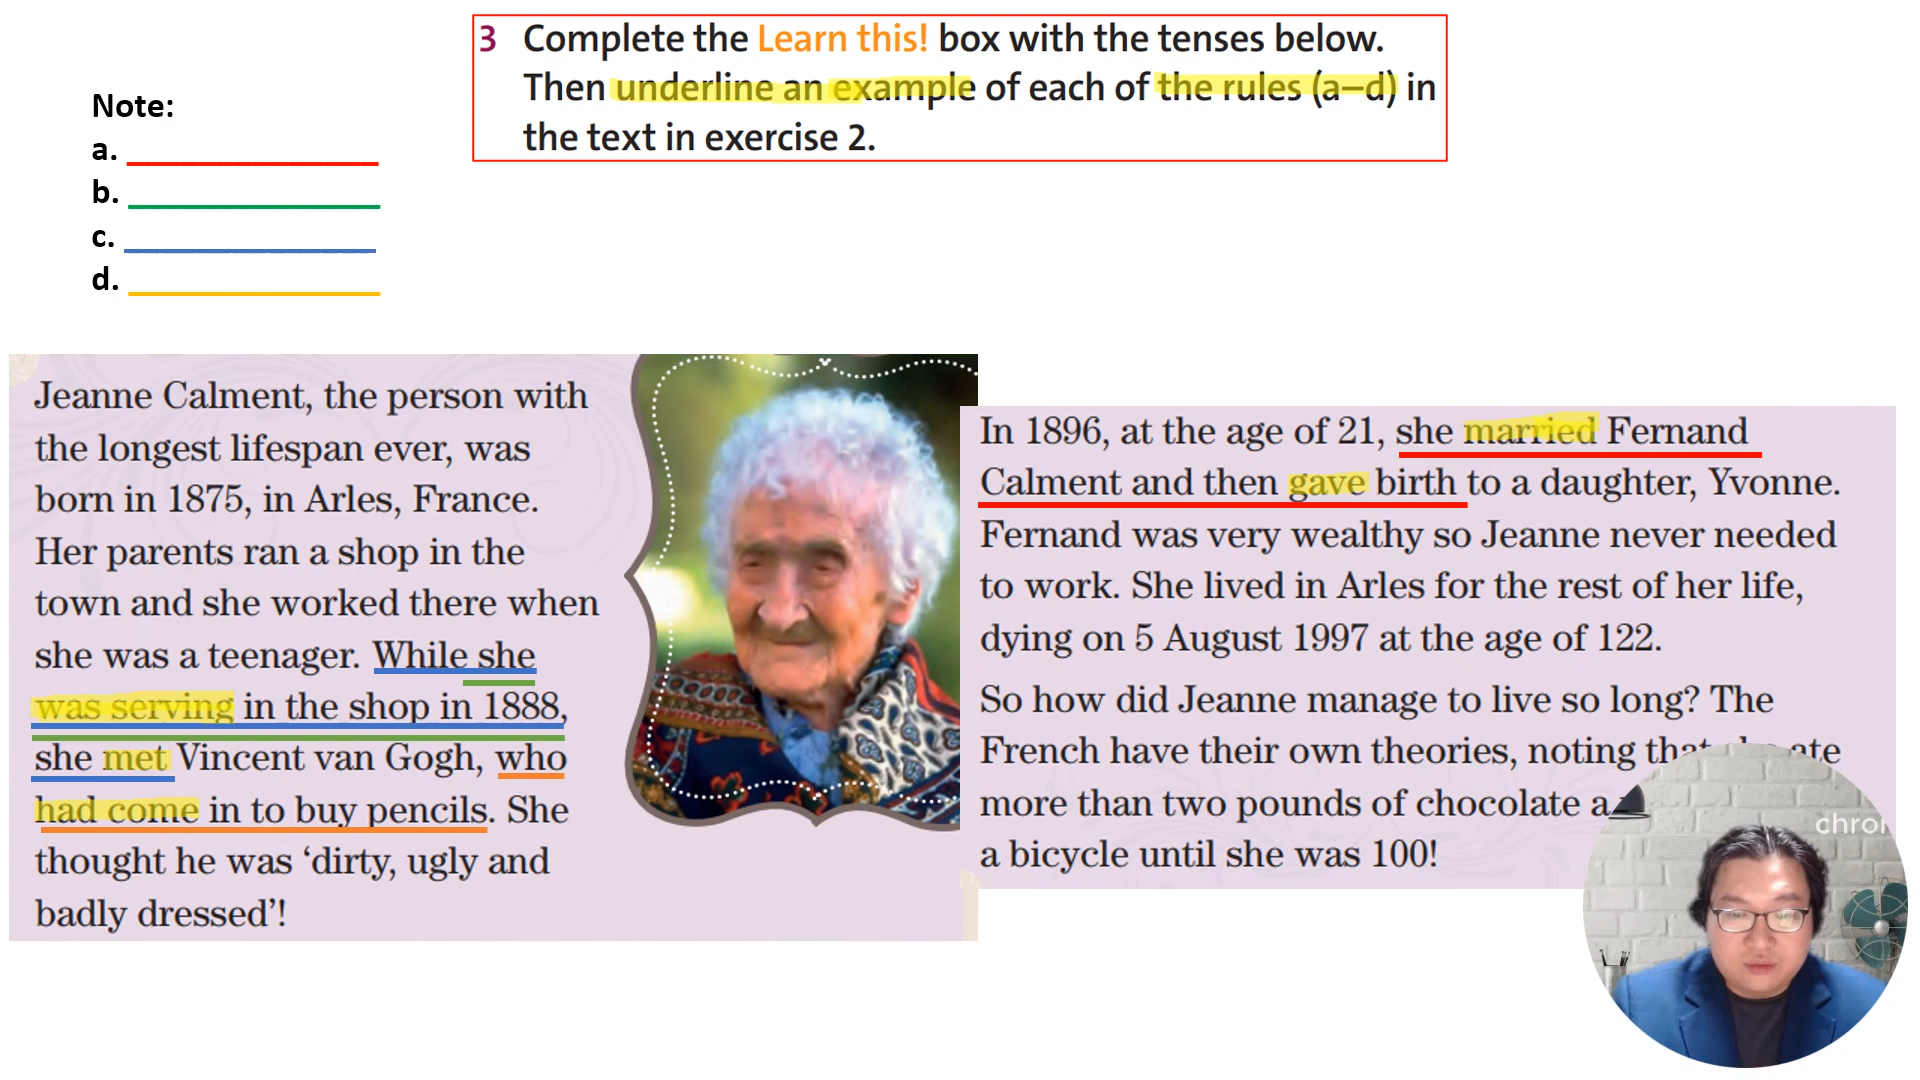 3 Complete the Learn this! box with the tenses below.
Then underline an example of each of the rules (a–d) in
the text in exercise 2.
Note:
a.
b.
c.
d.
Jeanne Calment, the person with
the longest lifespan ever, was
born in 1875, in Arles, France.
Her parents ran a shop in the
town and she worked there when
she was a teenager. While she
was serving in the shop in 1888,
she met Vincent van Gogh, who
had come in to buy pencils. She
thought he was ‘dirty, ugly and
badly dressed’!
In 1896, at the age of 21, she married Fernand
Calment and then gave birth to a daughter, Yvonne.
Fernand was very wealthy so Jeanne never needed
to work. She lived in Arles for the rest of her life,
dying on 5 August 1997 at the age of 122.
So how did Jeanne manage to live so long? The
French have their own theories, noting that
more than two pounds of chocolate a
a bicycle until she was 100!